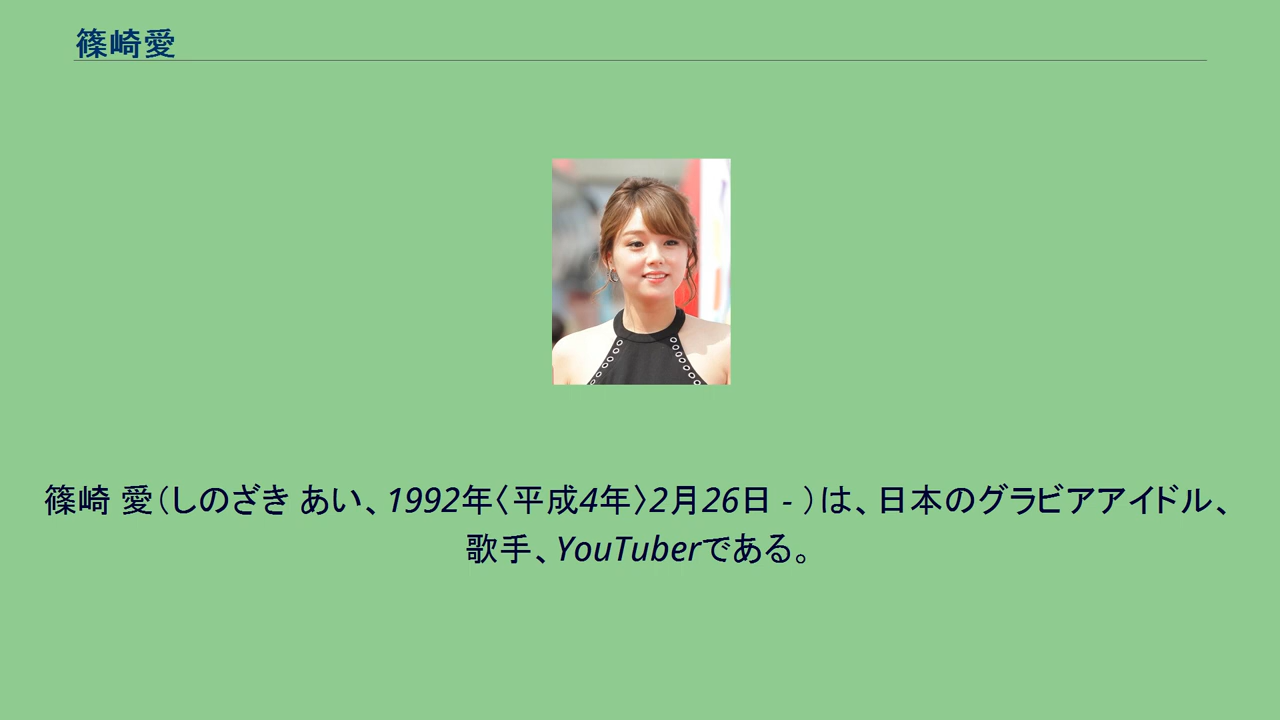 篠崎愛
篠崎 愛（しのざき あい、1992年〈平成4年〉2月26日 - ）は、日本のグラビアアイドル、
歌手、YouTuberである。